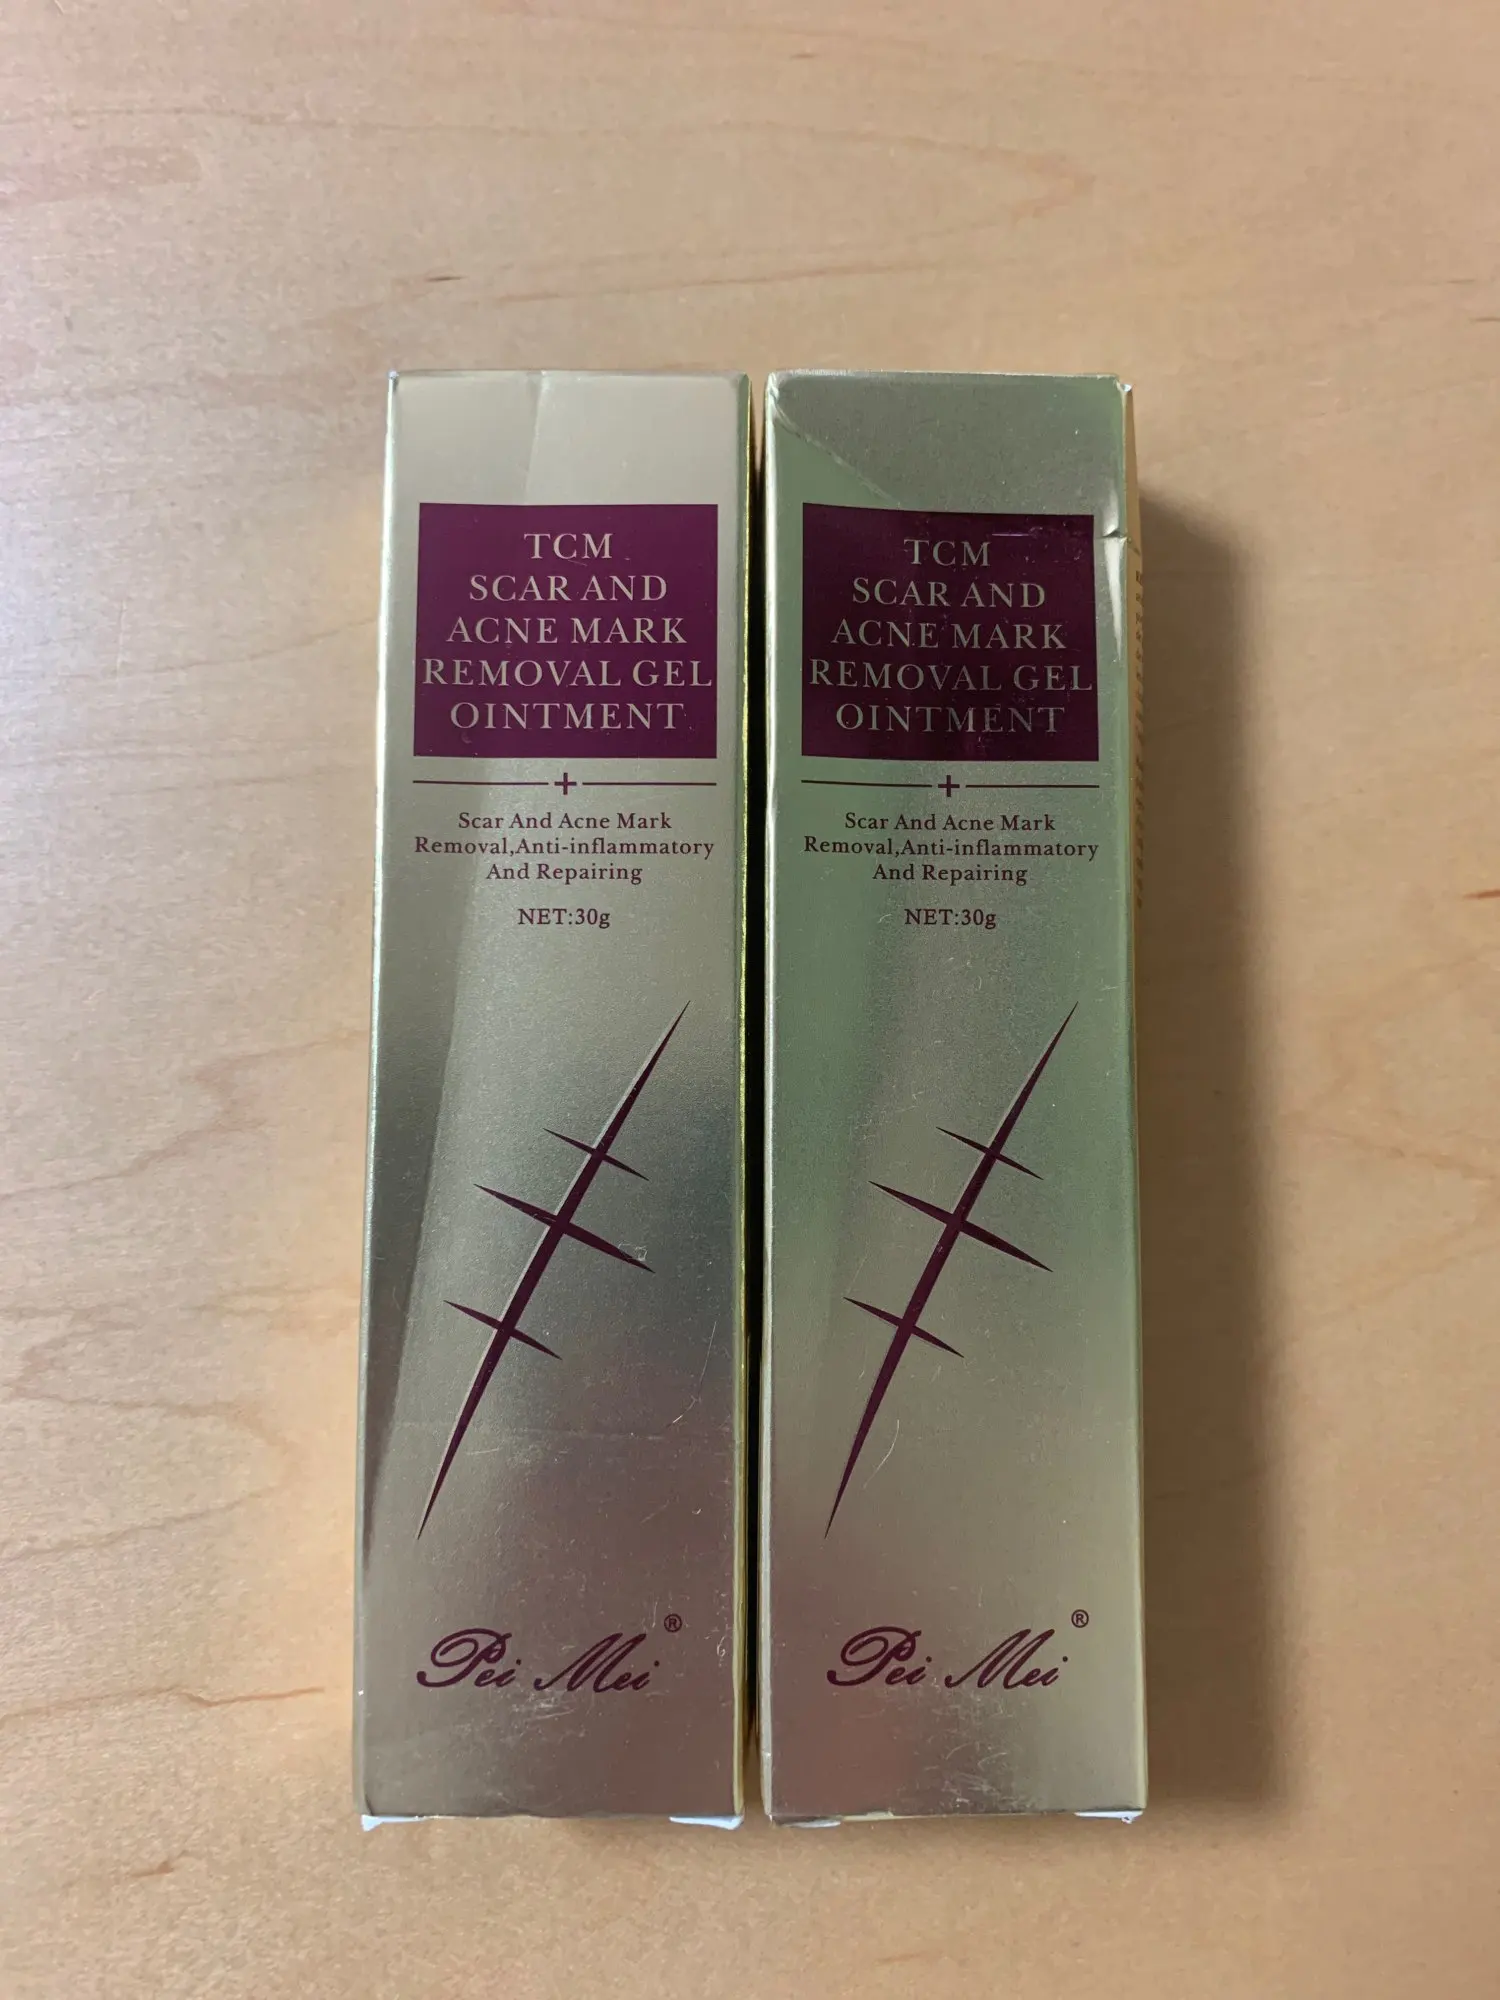 TCM
SCAR AND
ACNE MARK
REMOVAL GEL
OINTMENT
Scar And Acne Mark
Removal,Anti-inflammatory
And Repairing
NET:30g
Pei Mei®
TCM
SCAR AND
ACNE MARK
REMOVAL GEL
OINTMENT
Scar And Acne Mark
Removal,Anti-inflammatory
And Repairing
NET:30g
Pei Mei®